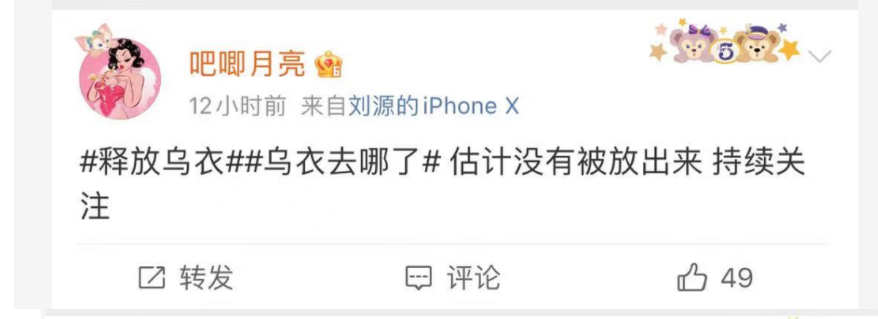 吧唧月亮
12小时前 来自刘源的iPhone X
#释放乌衣##乌衣去哪了# 估计没有被放出来 持续关
注
转发 评论 49
5